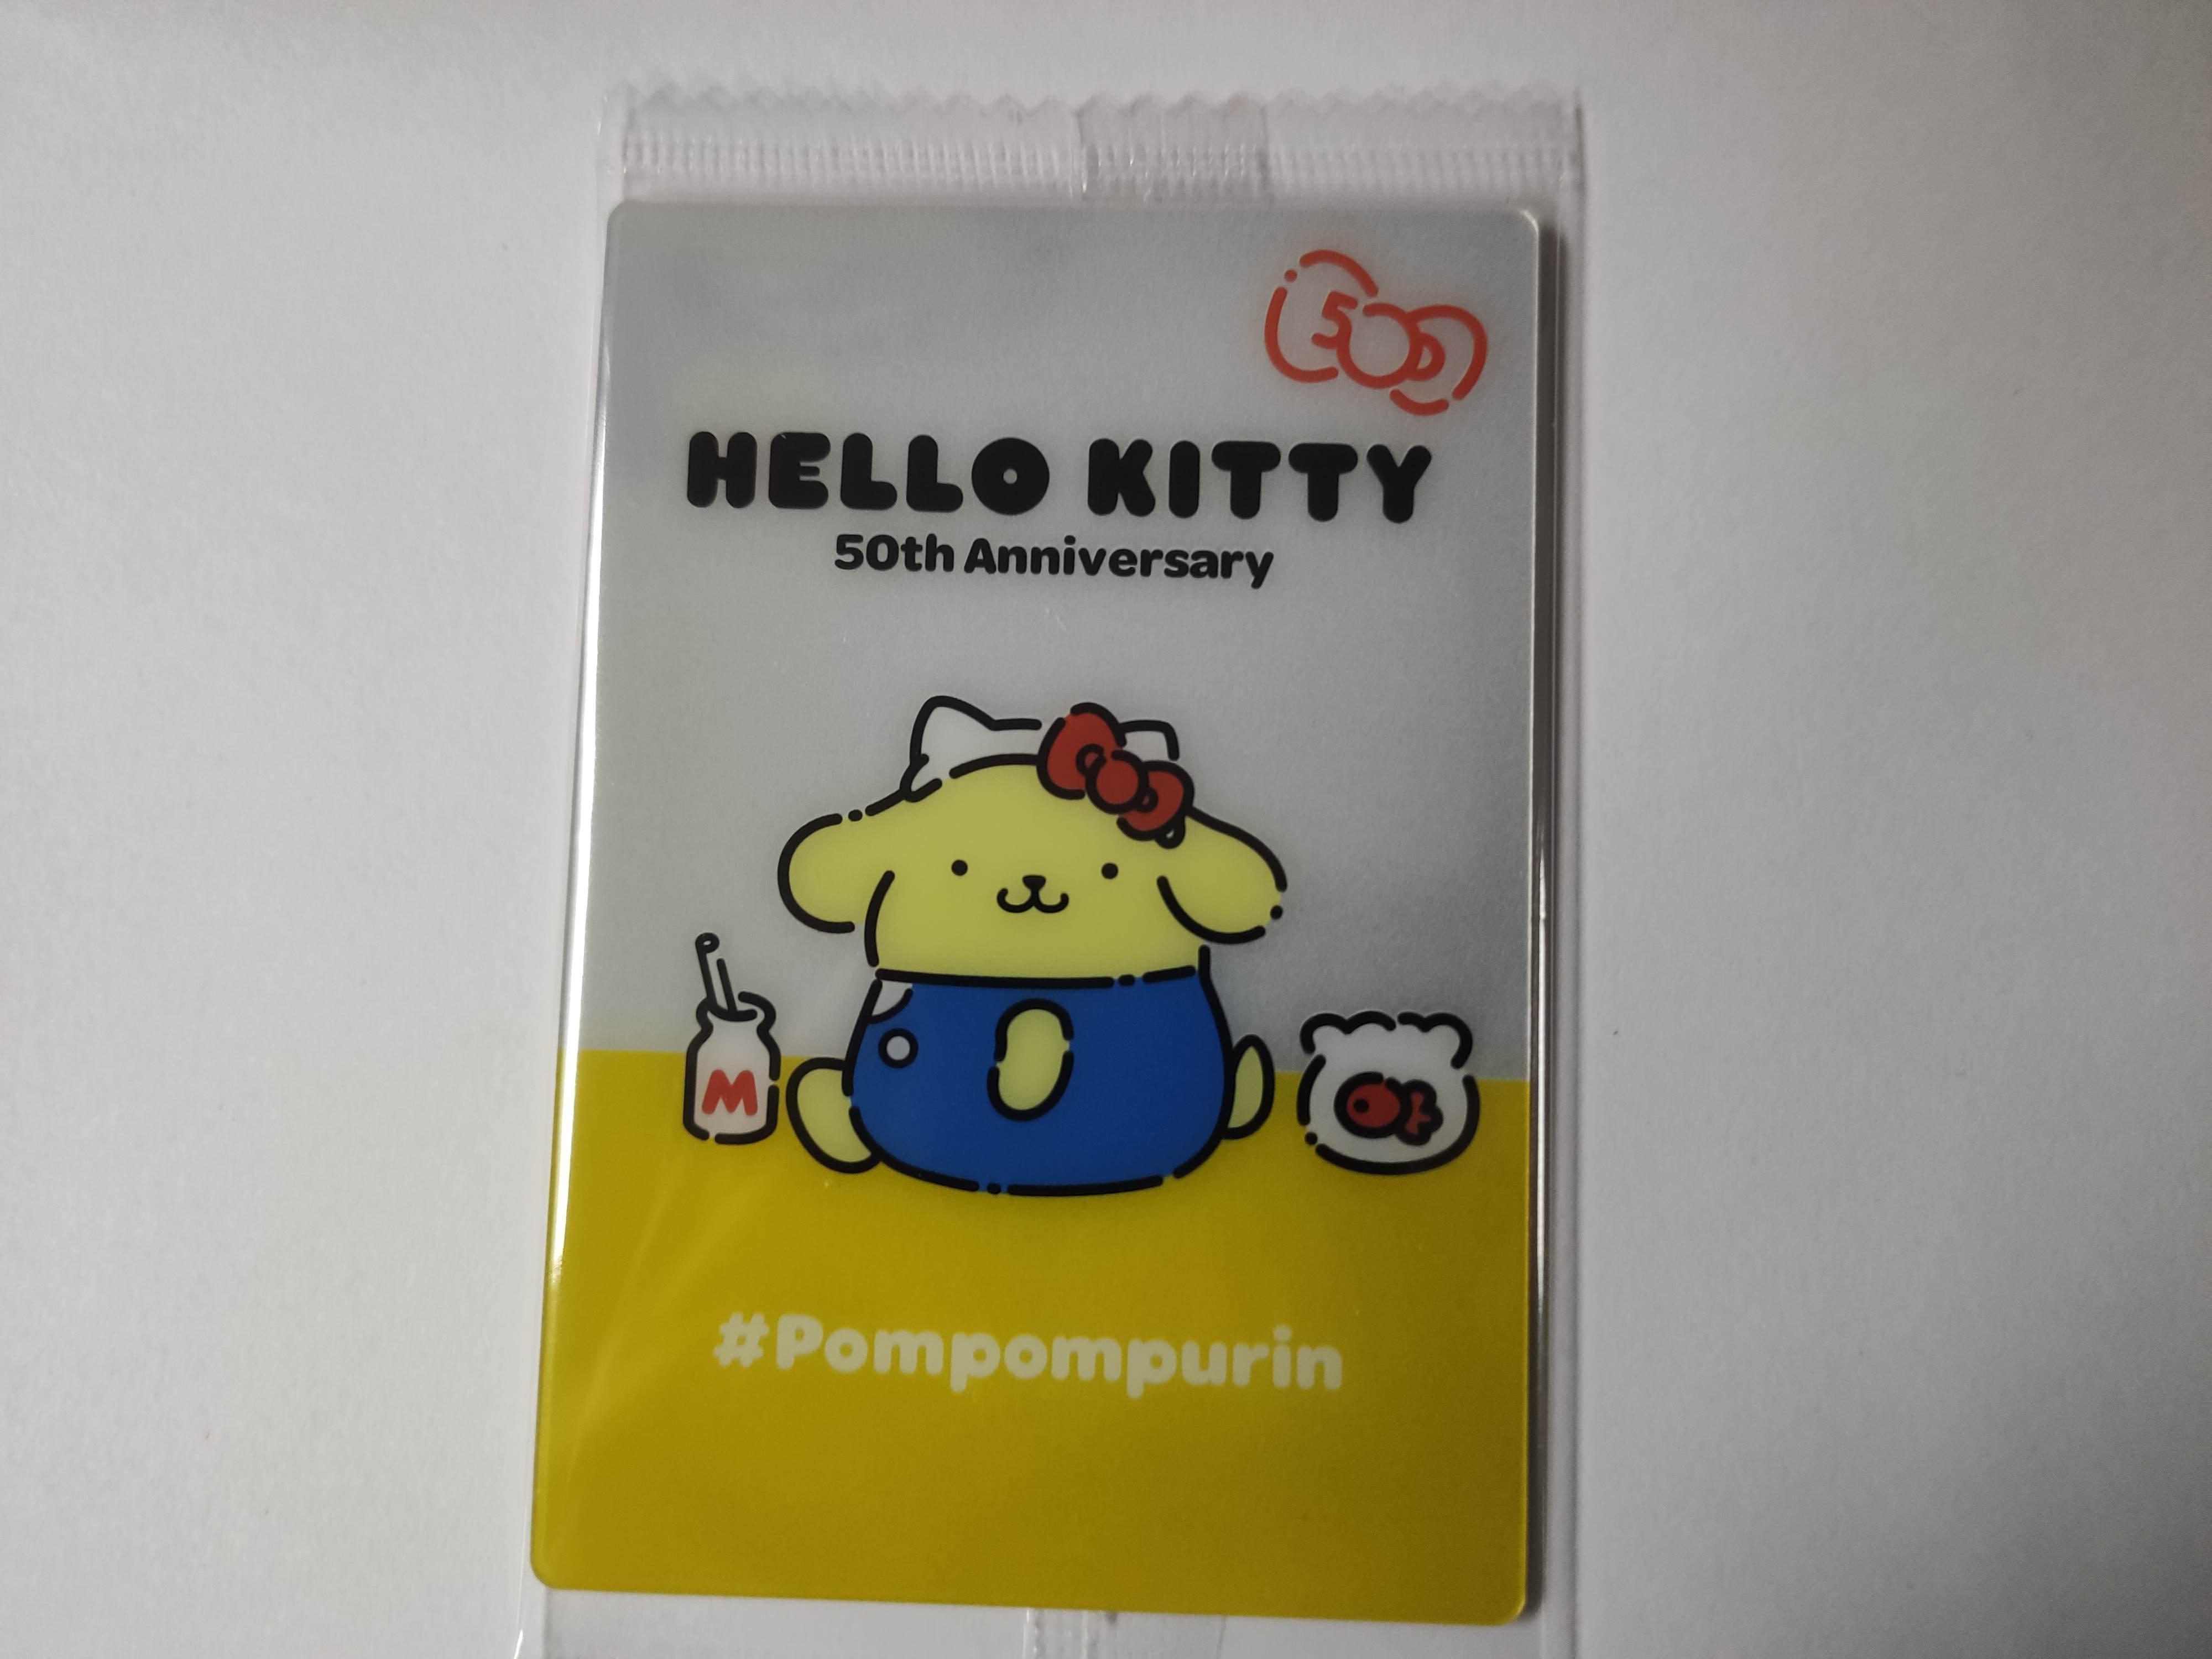 50
HELLO KITTY
50th Anniversary
M
#Pompompurin